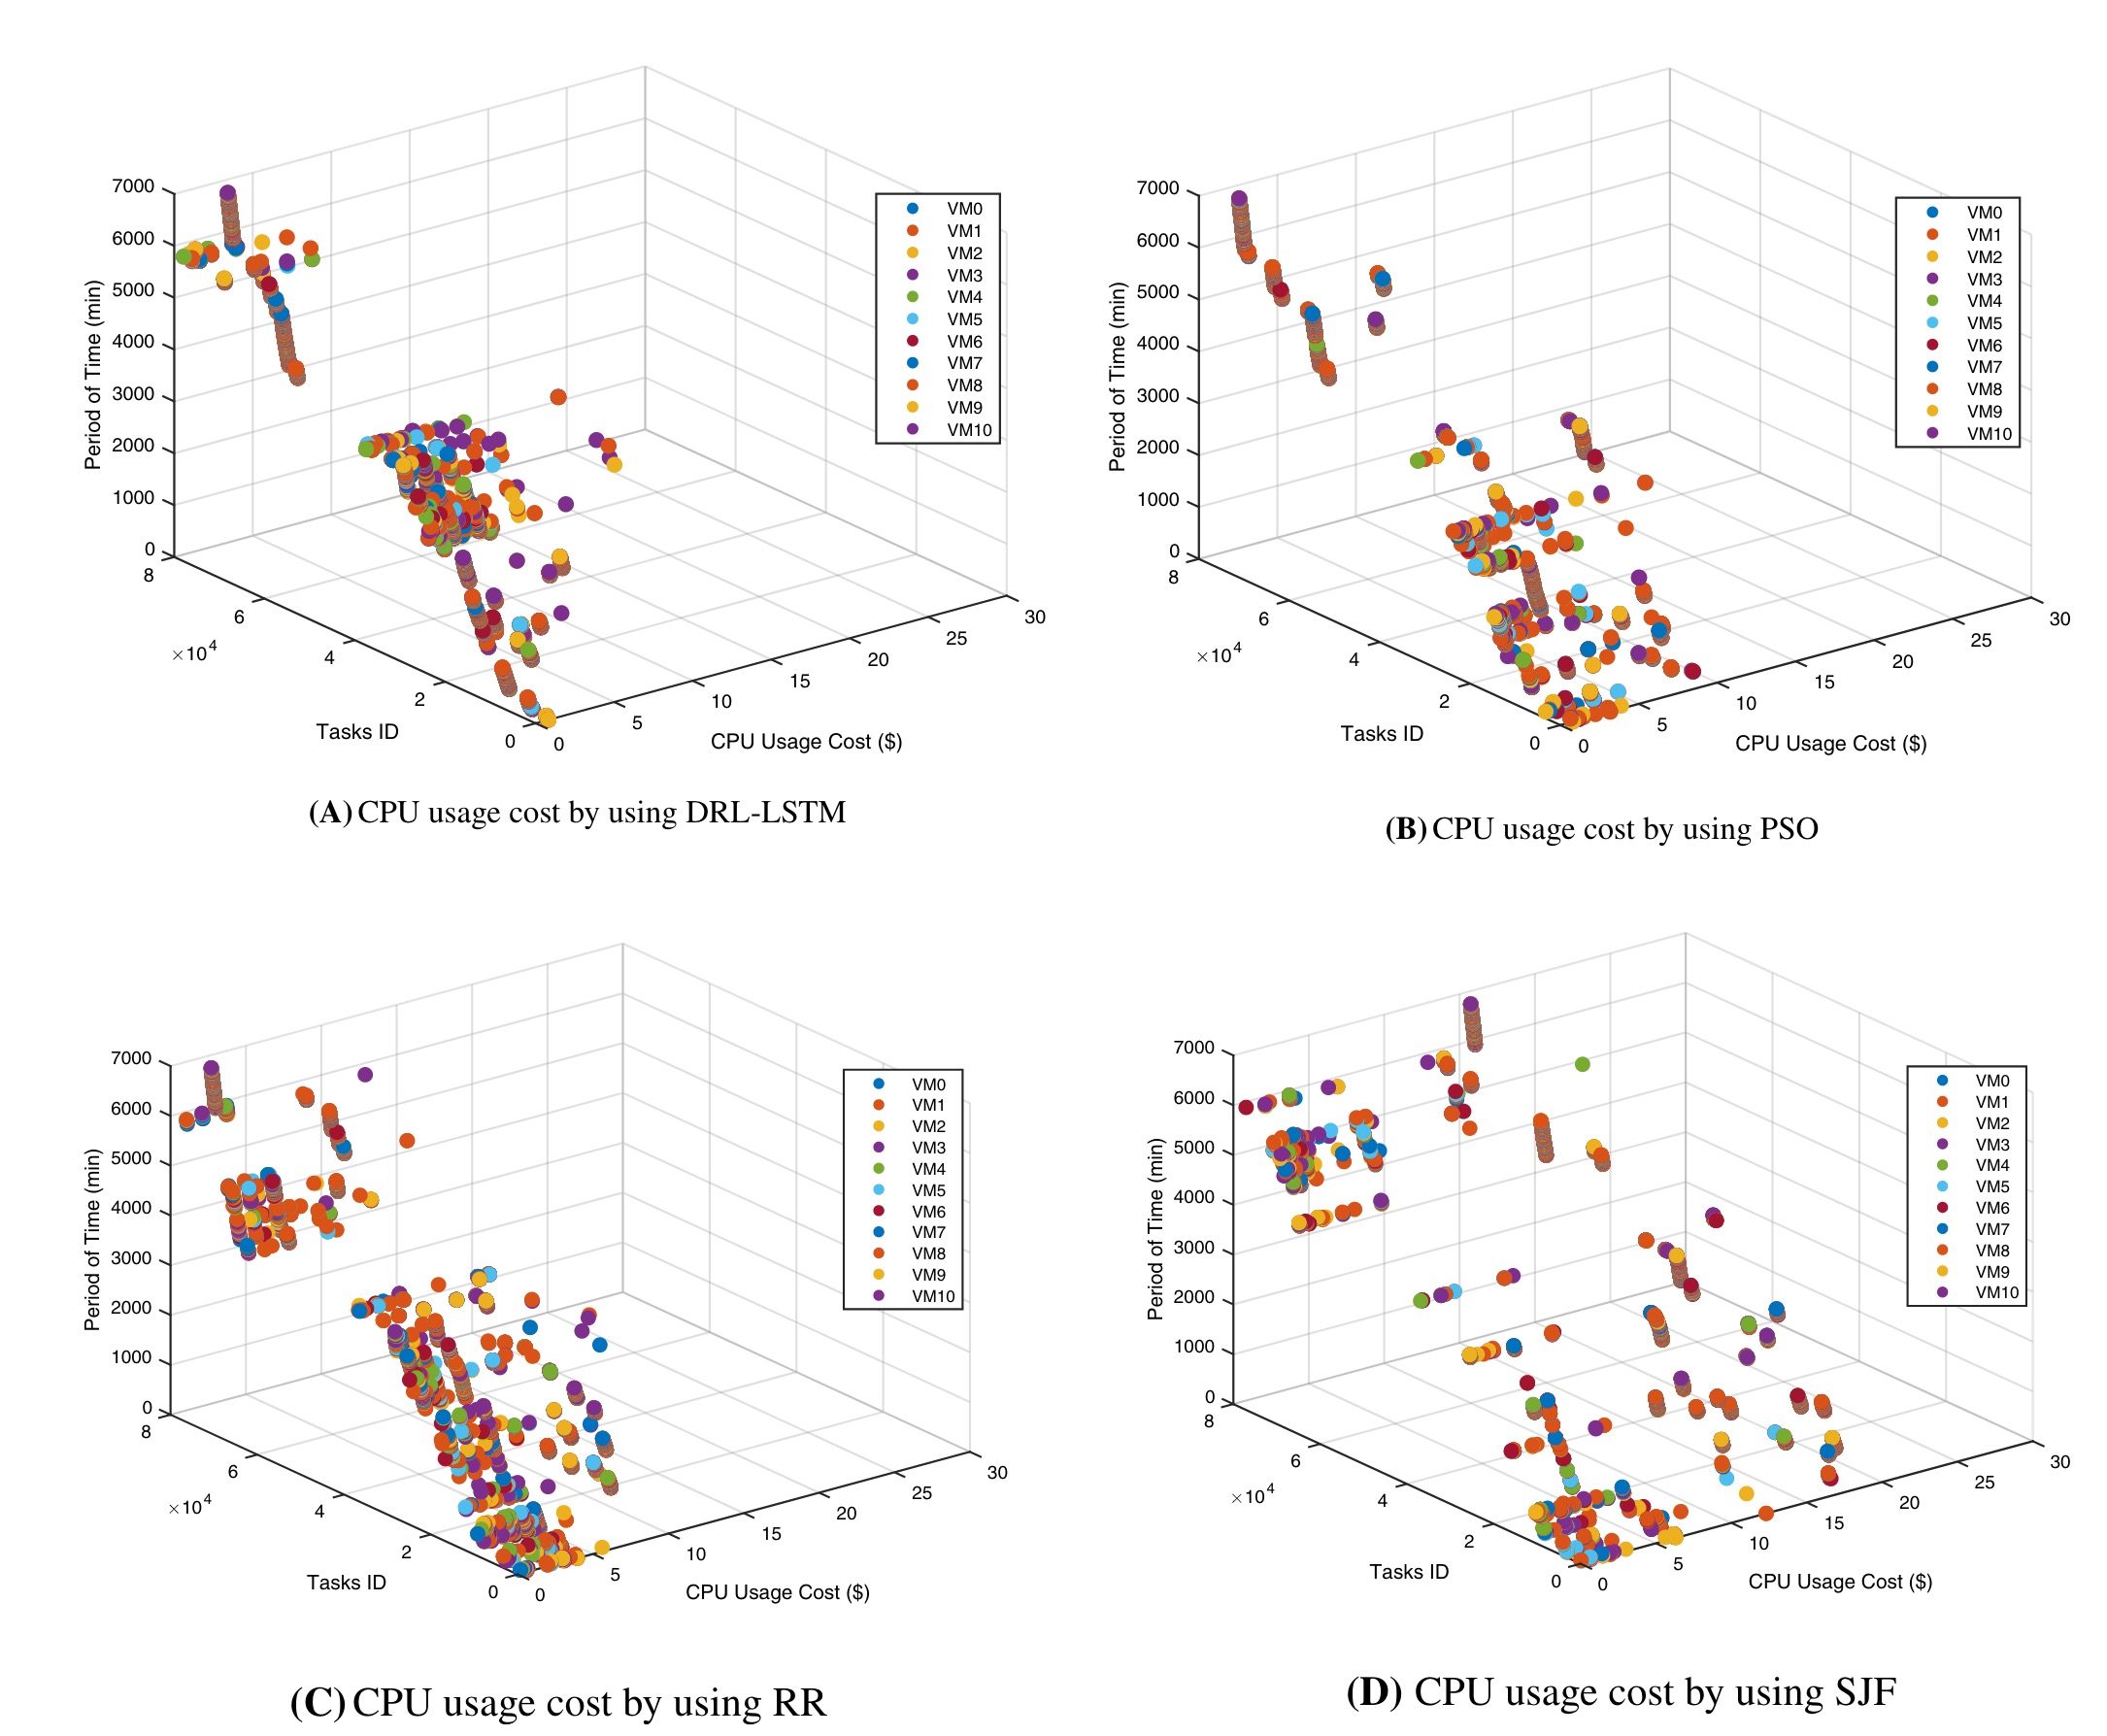 7000
6000
5000
4000
3000
2000
1000
0
Period of Time (min)
8
6
4
2
0
×10⁴
Tasks ID
0
5
10
15
20
25
30
CPU Usage Cost ($)
VM0
VM1
VM2
VM3
VM4
VM5
VM6
VM7
VM8
VM9
VM10
(A) CPU usage cost by using DRL-LSTM
7000
6000
5000
4000
3000
2000
1000
0
Period of Time (min)
8
6
4
2
0
×10⁴
Tasks ID
0
5
10
15
20
25
30
CPU Usage Cost ($)
VM0
VM1
VM2
VM3
VM4
VM5
VM6
VM7
VM8
VM9
VM10
(B) CPU usage cost by using PSO
7000
6000
5000
4000
3000
2000
1000
0
Period of Time (min)
8
6
4
2
0
×10⁴
Tasks ID
0
5
10
15
20
25
30
CPU Usage Cost ($)
VM0
VM1
VM2
VM3
VM4
VM5
VM6
VM7
VM8
VM9
VM10
(C) CPU usage cost by using RR
7000
6000
5000
4000
3000
2000
1000
0
Period of Time (min)
8
6
4
2
0
×10⁴
Tasks ID
0
5
10
15
20
25
30
CPU Usage Cost ($)
VM0
VM1
VM2
VM3
VM4
VM5
VM6
VM7
VM8
VM9
VM10
(D) CPU usage cost by using SJF